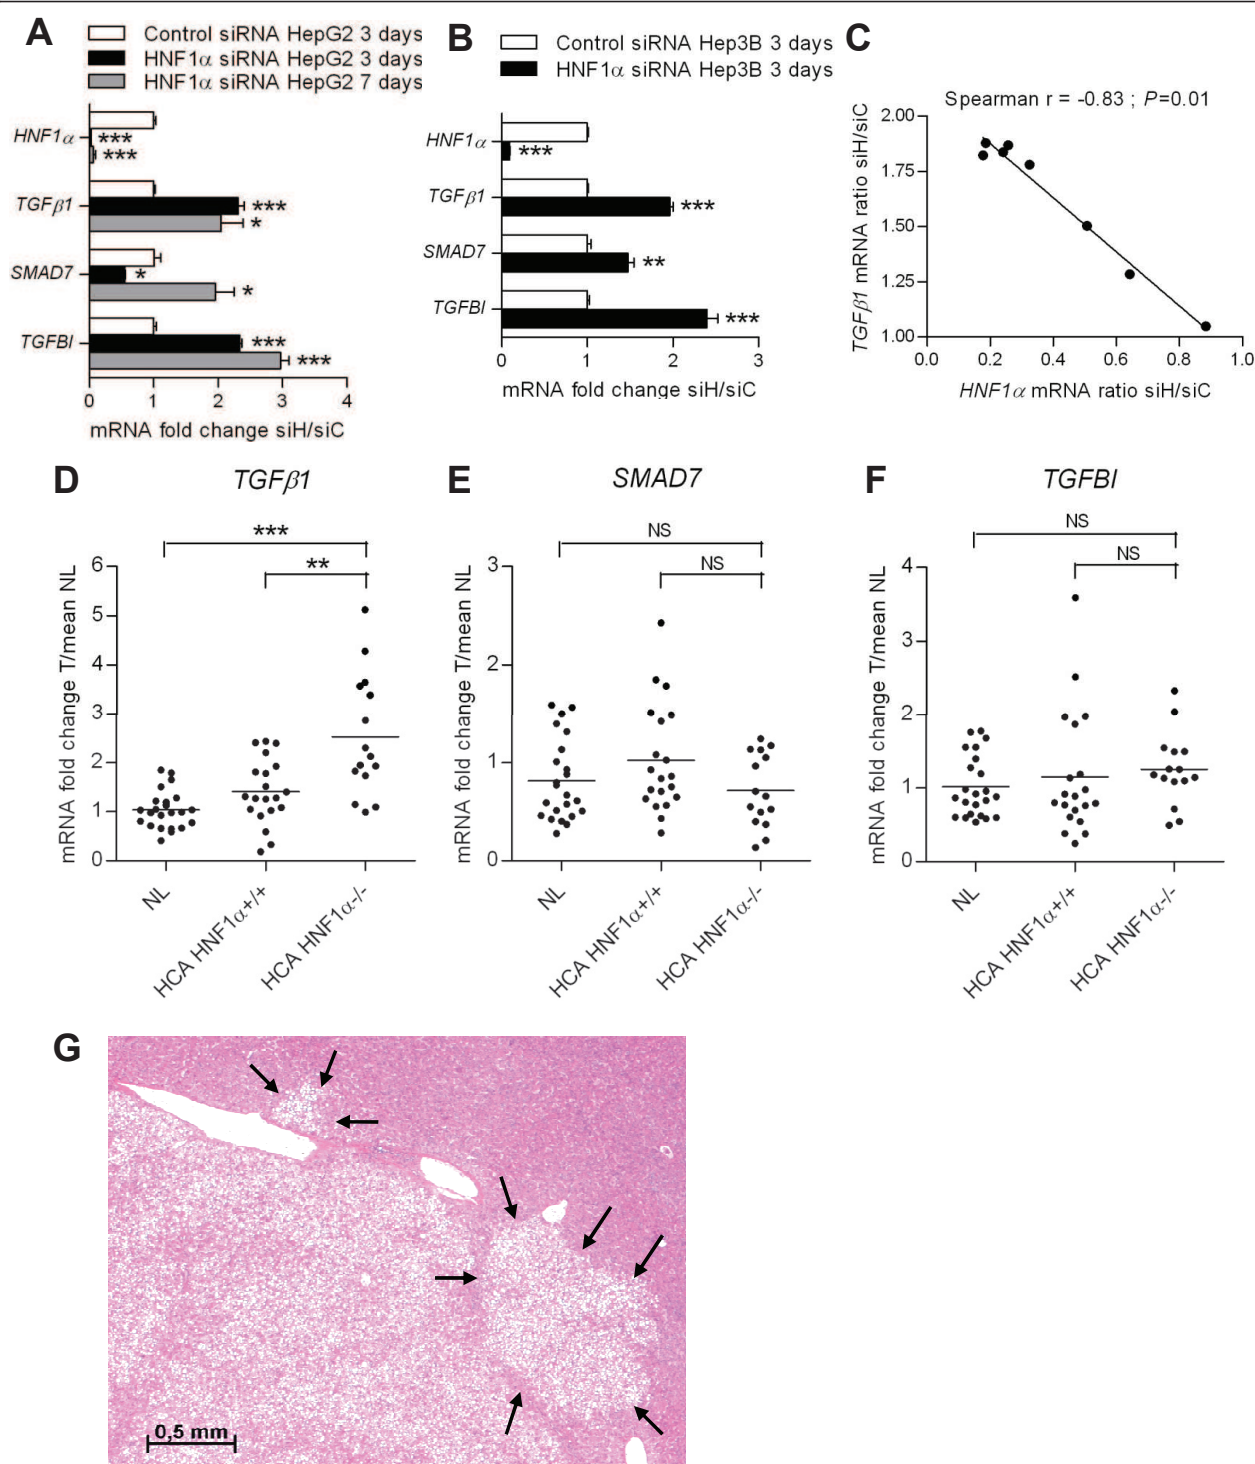 A
Control siRNA HepG2 3 days
HNF1α siRNA HepG2 3 days
HNF1α siRNA HepG2 7 days
HNF1α
***
***
TGFβ1
***
*
SMAD7
*
*
TGFBI
***
***
0 1 2 3 4
mRNA fold change siH/siC
B
Control siRNA Hep3B 3 days
HNF1α siRNA Hep3B 3 days
HNF1α
***
TGFβ1
***
SMAD7
**
TGFBI
***
0 1 2 3
mRNA fold change siH/siC
C
Spearman r = -0.83 ; P=0.01
TGFβ1 mRNA ratio siH/siC
2.00
1.75
1.50
1.25
1.00
0.0 0.2 0.4 0.6 0.8 1.0
HNF1α mRNA ratio siH/siC
D
TGFβ1
***
**
mRNA fold change T/mean NL
6
5
4
3
2
1
0
NL
HCA HNF1α+/+
HCA HNF1α-/-
E
SMAD7
NS
NS
mRNA fold change T/mean NL
3
2
1
0
NL
HCA HNF1α+/+
HCA HNF1α-/-
F
TGFBI
NS
NS
mRNA fold change T/mean NL
4
3
2
1
0
NL
HCA HNF1α+/+
HCA HNF1α-/-
G
0,5 mm